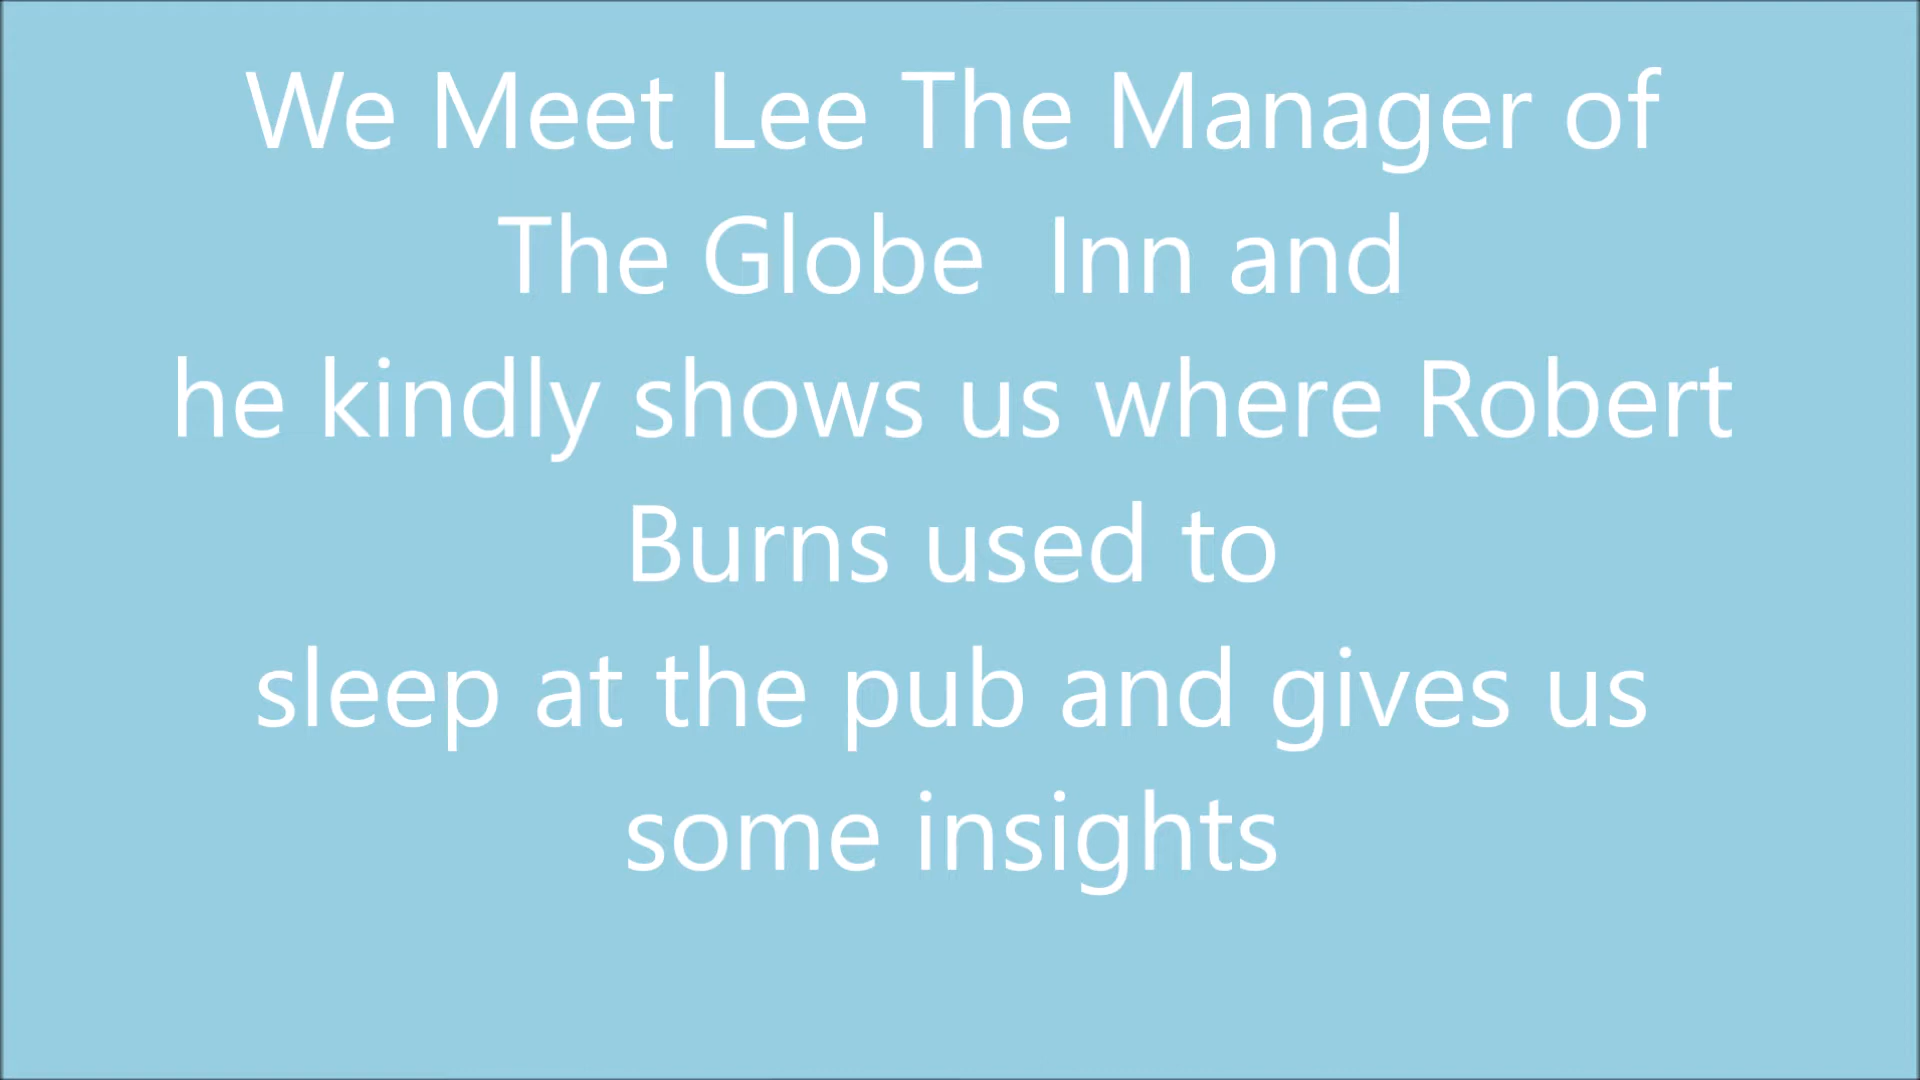 We Meet Lee The Manager of
The Globe  Inn and
he kindly shows us where Robert
Burns used to
sleep at the pub and gives us
some insights